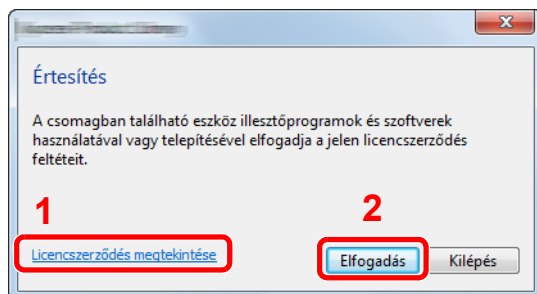 Értesítés
A csomagban található eszköz illesztőprogramok és szoftverek
használatával vagy telepítésével elfogadja a jelen licencszerződés
feltéteit.
1
2
Licencszerződés megtekintése
Elfogadás Kilépés